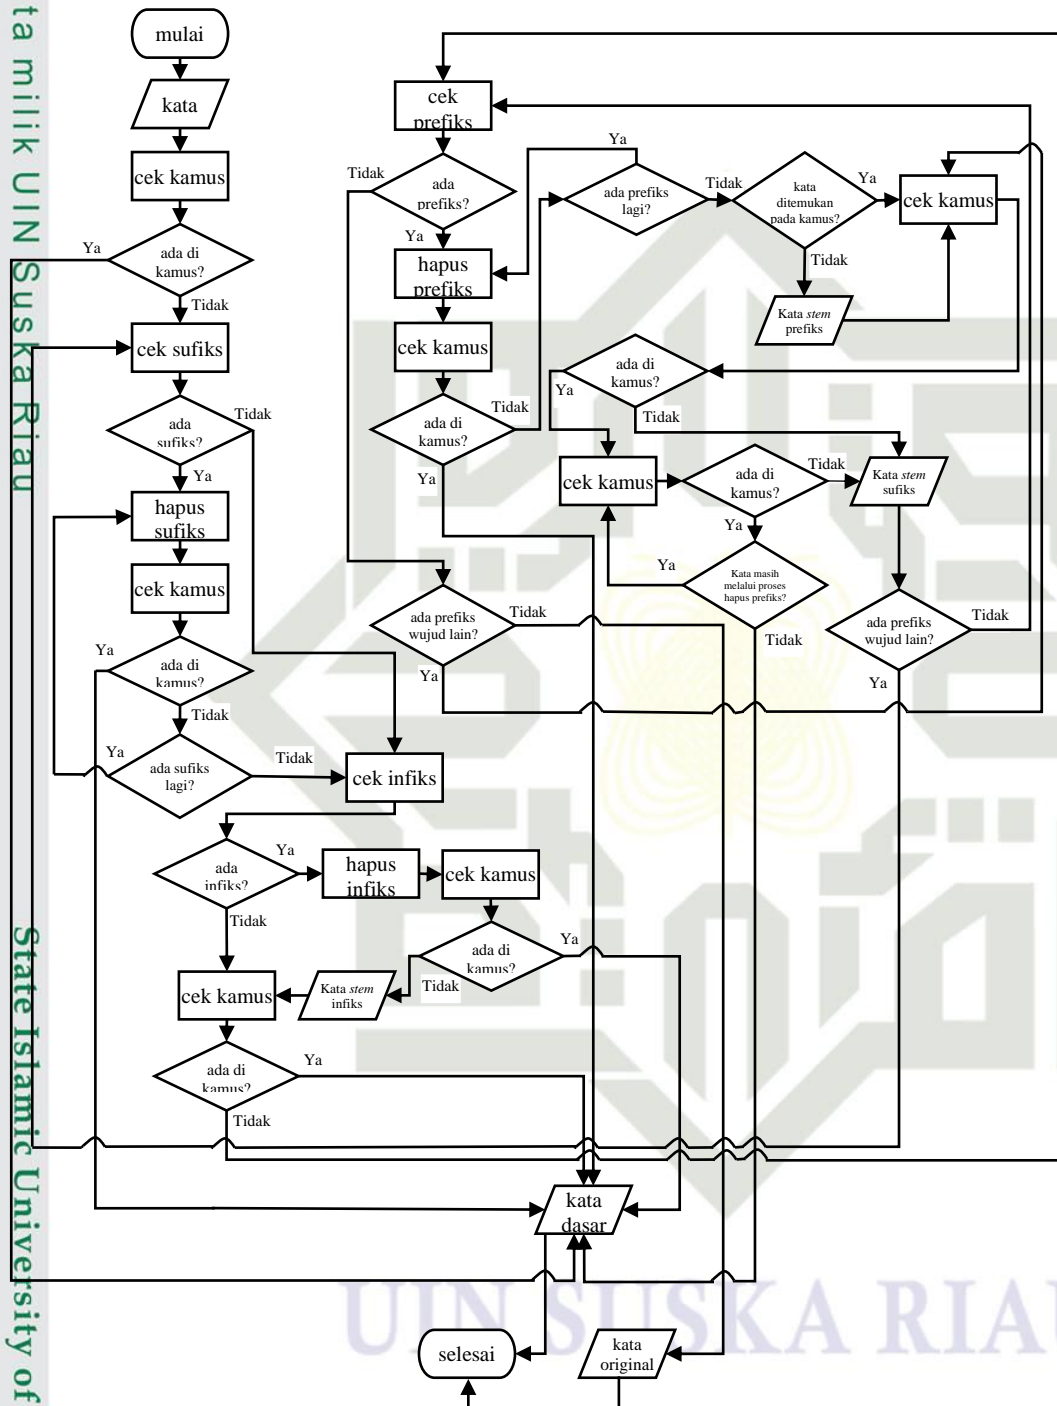 ta milik UIN Suska Riau
State Islamic University of
mulai
kata
cek kamus
ada di
kamus?
Ya
Tidak
cek sufiks
ada
sufiks?
Tidak
Ya
hapus
sufiks
cek kamus
ada di
kamus?
Ya
Tidak
ada sufiks
lagi?
Ya
Tidak
cek infiks
ada
infiks?
Ya
Tidak
hapus
infiks
cek kamus
ada di
kamus?
Ya
Tidak
Kata stem
infiks
cek kamus
ada di
kamus?
Ya
Tidak
cek
prefiks
ada
prefiks?
Tidak
Ya
hapus
prefiks
cek kamus
ada di
kamus?
Tidak
Ya
ada prefiks
lagi?
Ya
Tidak
kata
ditemukan
pada kamus?
Ya
Tidak
cek kamus
Kata stem
prefiks
ada di
kamus?
Ya
Tidak
cek kamus
ada di
kamus?
Tidak
Ya
Kata stem
sufiks
Kata masih
melalui proses
hapus prefiks?
Ya
Tidak
ada prefiks
wujud lain?
Tidak
Ya
ada prefiks
wujud lain?
Tidak
Ya
kata
dasar
selesai
kata
original
UIN SUSKA RIAU